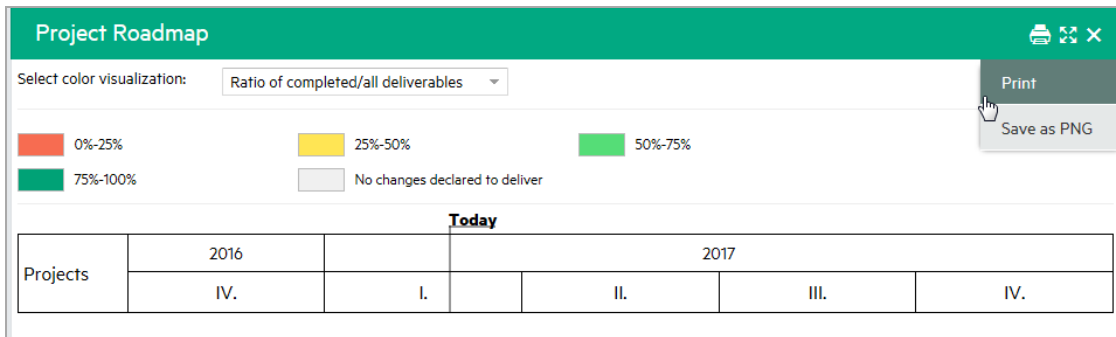 Project Roadmap
Select color visualization: Ratio of completed/all deliverables
Print
Save as PNG
0%-25% 25%-50% 50%-75%
75%-100% No changes declared to deliver
Today
Projects 2016 2017
IV. I. II. III. IV.